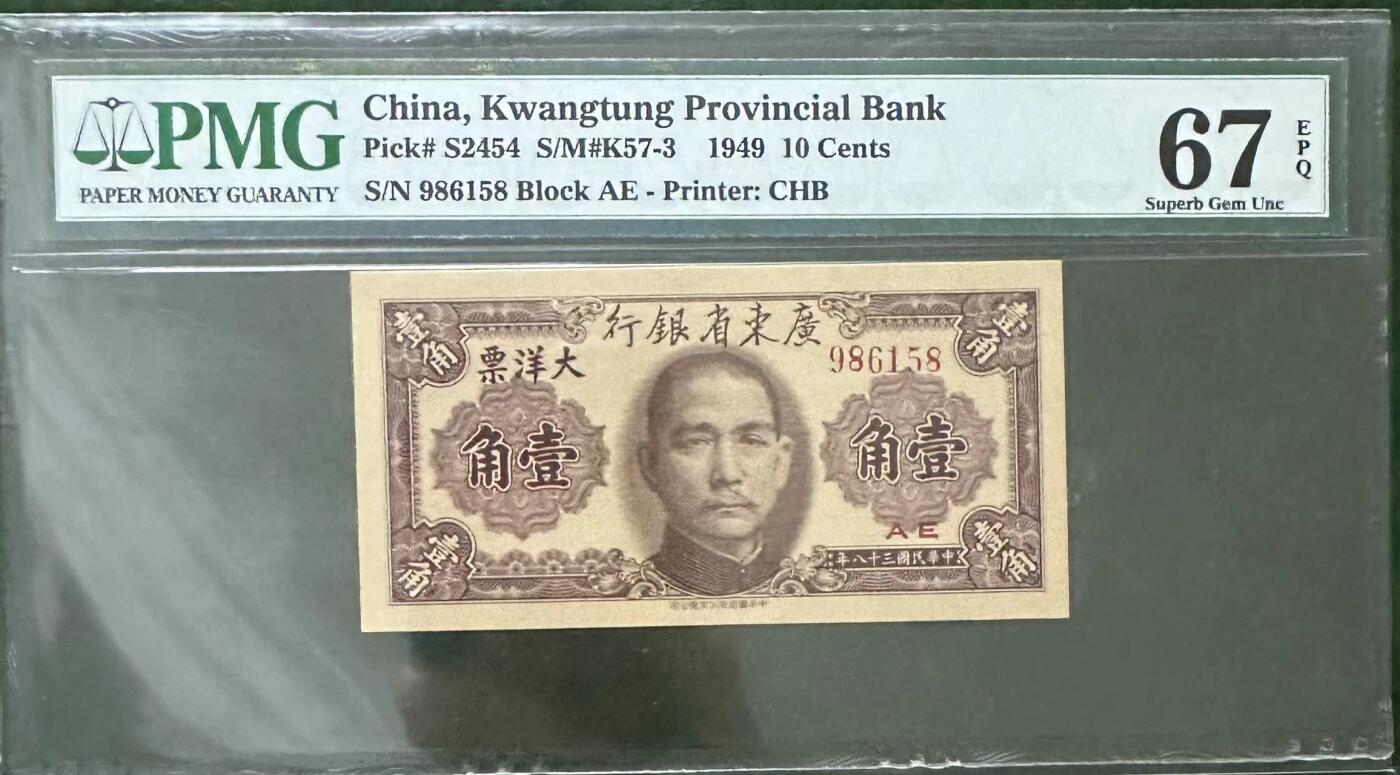 PMG
PAPER MONEY GUARANTY
China, Kwangtung Provincial Bank
Pick# S2454 S/M#K57-3 1949 10 Cents
S/N 986158 Block AE - Printer: CHB
67
EPQ
Superb Gem Unc
行銀省東廣
壹角
壹角
票洋大
986158
角壹
角壹
AE
年八十三國民華中
壹角
壹角